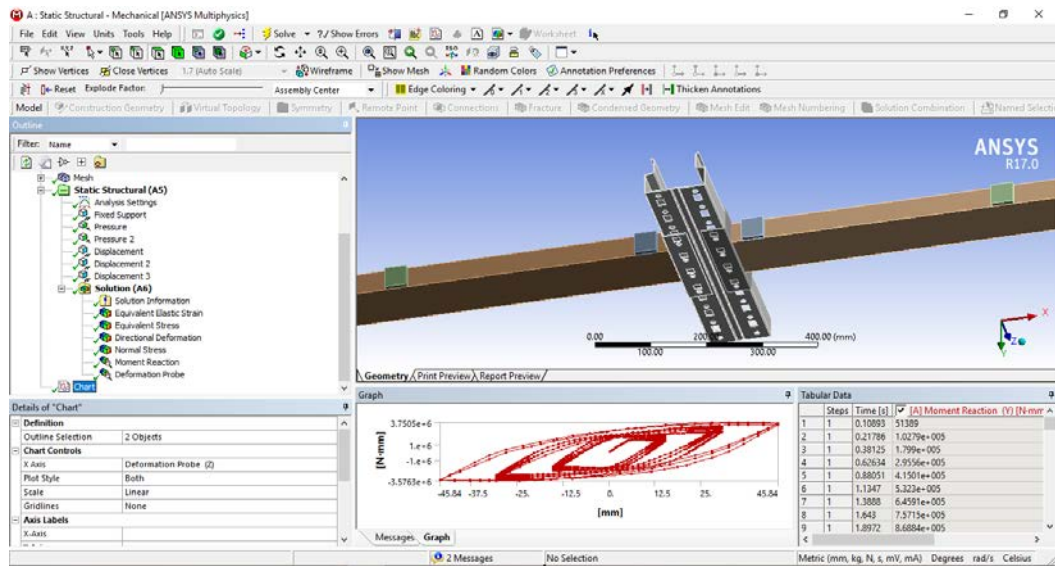 A : Static Structural - Mechanical [ANSYS Multiphysics]
File Edit View Units Tools Help Solve ?/ Show Errors Worksheet
Show Vertices Close Vertices 1.7 (Auto Scale) Wireframe Show Mesh Random Colors Annotation Preferences
Reset Explode Factor: Assembly Center Edge Coloring Thicken Annotations
Model Construction Geometry Virtual Topology Symmetry Remote Point Connections Fracture Condensed Geometry Mesh Edit Mesh Numbering Solution Combination Named Selecti
Outline
Filter: Name
Mesh
Static Structural (A5)
Analysis Settings
Fixed Support
Pressure
Pressure 2
Displacement
Displacement 2
Displacement 3
Solution (A6)
Solution Information
Equivalent Elastic Strain
Equivalent Stress
Directional Deformation
Normal Stress
Moment Reaction
Deformation Probe
Chart
ANSYS
R17.0
X
Y
Z
0.00 400.00 (mm)
100.00 300.00
Geometry Print Preview Report Preview
Details of "Chart"
Definition
Outline Selection 2 Objects
Chart Controls
X Axis Deformation Probe (Z)
Plot Style Both
Scale Linear
Gridlines None
Axis Labels
X-Axis
Graph
[N·mm]
3.7505e+6
1.e+6
-1.e+6
-3.5763e+6
-45.84 -37.5 -25. -12.5 0. 12.5 25. 45.84
[mm]
Messages Graph
Tabular Data
Steps Time [s] [A] Moment Reaction (Y) [N·mm
1 1 0.10893 51389
2 1 0.21786 1.0279e+005
3 1 0.38125 1.799e+005
4 1 0.62634 2.9556e+005
5 1 0.88051 4.1501e+005
6 1 1.1347 5.323e+005
7 1 1.3888 6.4591e+005
8 1 1.643 7.5715e+005
9 1 1.8972 8.6884e+005
2 Messages No Selection Metric (mm, kg, N, s, mV, mA) Degrees rad/s Celsius